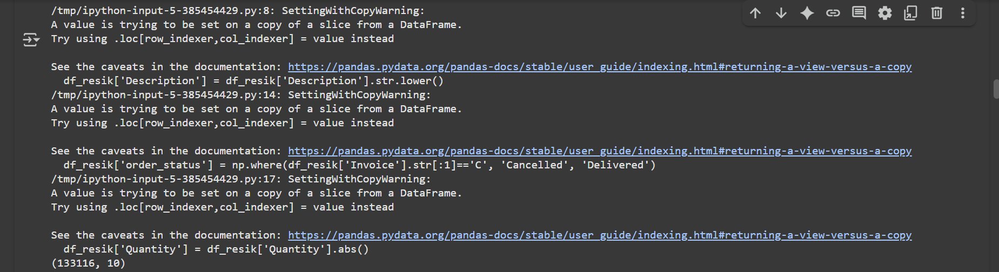 /tmp/ipython-input-5-385454429.py:8: SettingWithCopyWarning:
A value is trying to be set on a copy of a slice from a DataFrame.
Try using .loc[row_indexer,col_indexer] = value instead

See the caveats in the documentation: https://pandas.pydata.org/pandas-docs/stable/user_guide/indexing.html#returning-a-view-versus-a-copy
  df_resik['Description'] = df_resik['Description'].str.lower()
/tmp/ipython-input-5-385454429.py:14: SettingWithCopyWarning:
A value is trying to be set on a copy of a slice from a DataFrame.
Try using .loc[row_indexer,col_indexer] = value instead

See the caveats in the documentation: https://pandas.pydata.org/pandas-docs/stable/user_guide/indexing.html#returning-a-view-versus-a-copy
  df_resik['order_status'] = np.where(df_resik['Invoice'].str[:1]=='C', 'Cancelled', 'Delivered')
/tmp/ipython-input-5-385454429.py:17: SettingWithCopyWarning:
A value is trying to be set on a copy of a slice from a DataFrame.
Try using .loc[row_indexer,col_indexer] = value instead

See the caveats in the documentation: https://pandas.pydata.org/pandas-docs/stable/user_guide/indexing.html#returning-a-view-versus-a-copy
  df_resik['Quantity'] = df_resik['Quantity'].abs()
(133116, 10)